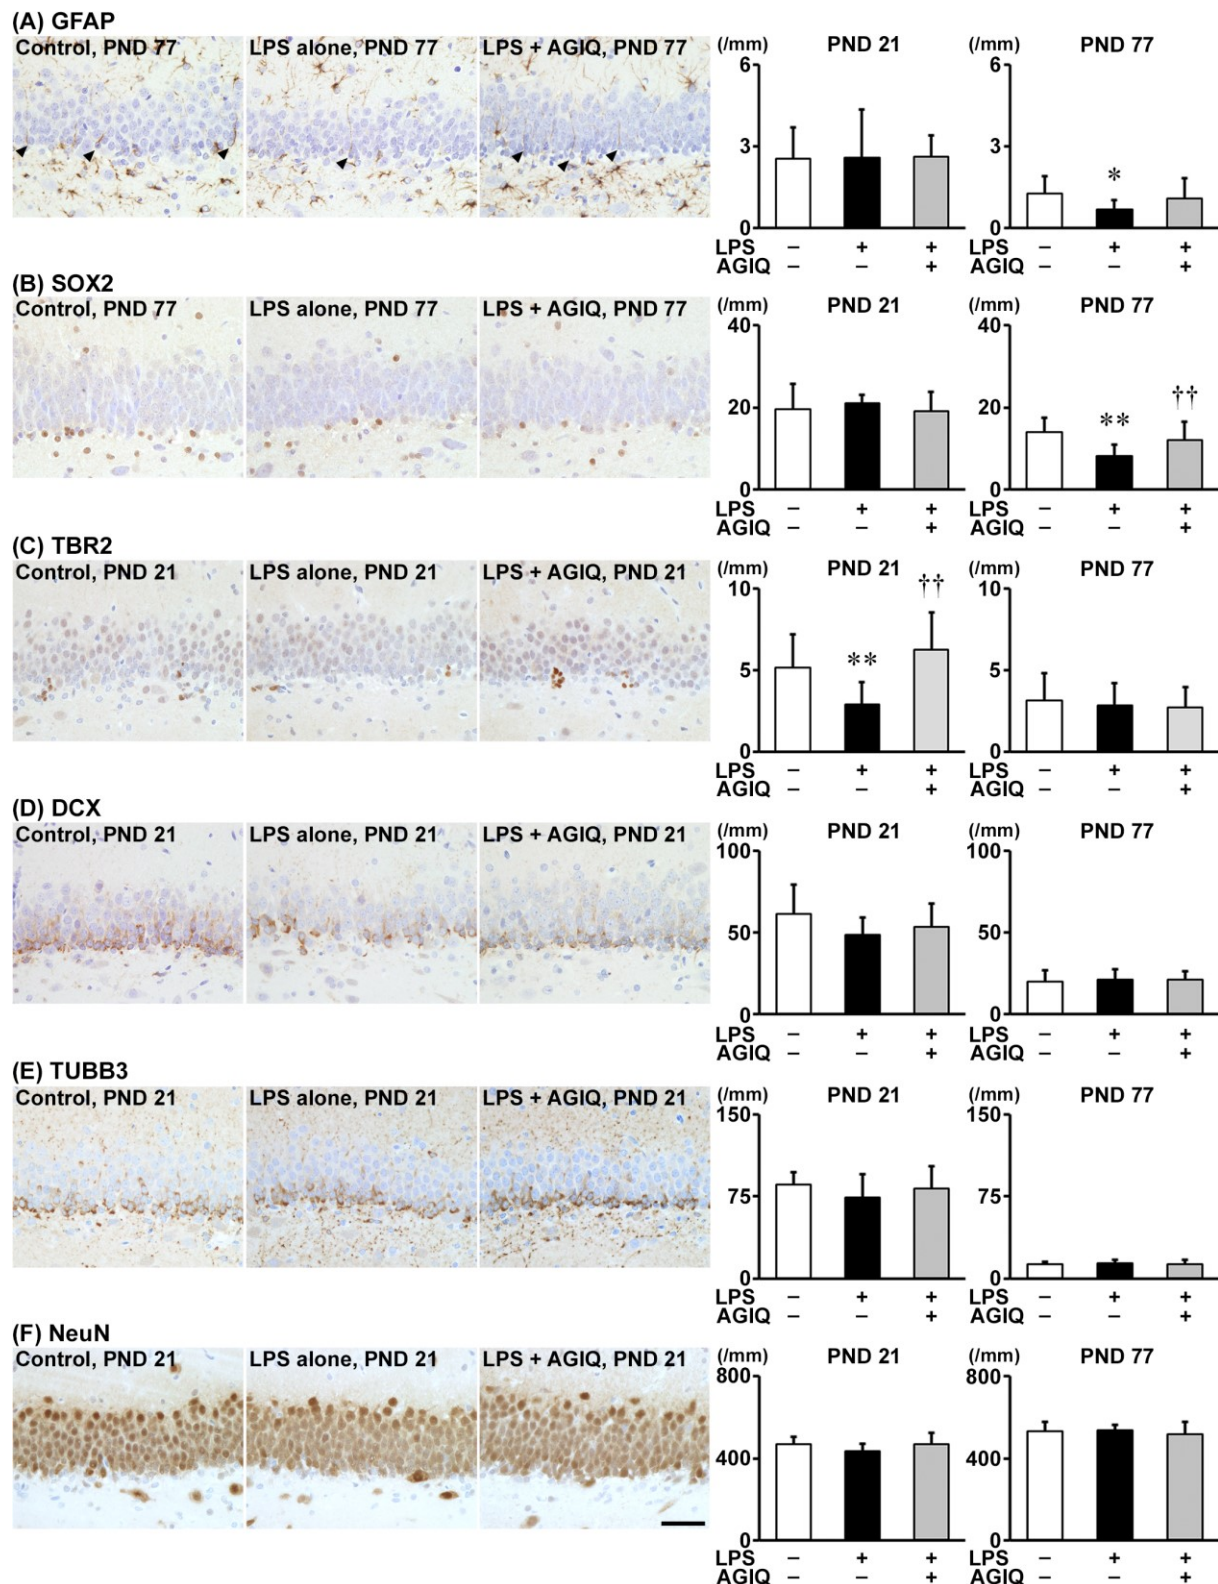 (A) GFAP
Control, PND 77 LPS alone, PND 77 LPS + AGIQ, PND 77 (/mm) PND 21 (/mm) PND 77
6 6
3 3
*
0 0
LPS – + + LPS – + +
AGIQ – – + AGIQ – – +
(B) SOX2
Control, PND 77 LPS alone, PND 77 LPS + AGIQ, PND 77 (/mm) PND 21 (/mm) PND 77
40 40
20 20
** ††
0 0
LPS – + + LPS – + +
AGIQ – – + AGIQ – – +
(C) TBR2
Control, PND 21 LPS alone, PND 21 LPS + AGIQ, PND 21 (/mm) PND 21 (/mm) PND 77
10 10
** ††
5 5
0 0
LPS – + + LPS – + +
AGIQ – – + AGIQ – – +
(D) DCX
Control, PND 21 LPS alone, PND 21 LPS + AGIQ, PND 21 (/mm) PND 21 (/mm) PND 77
100 100
50 50
0 0
LPS – + + LPS – + +
AGIQ – – + AGIQ – – +
(E) TUBB3
Control, PND 21 LPS alone, PND 21 LPS + AGIQ, PND 21 (/mm) PND 21 (/mm) PND 77
150 150
75 75
0 0
LPS – + + LPS – + +
AGIQ – – + AGIQ – – +
(F) NeuN
Control, PND 21 LPS alone, PND 21 LPS + AGIQ, PND 21 (/mm) PND 21 (/mm) PND 77
800 800
400 400
0 0
LPS – + + LPS – + +
AGIQ – – + AGIQ – – +